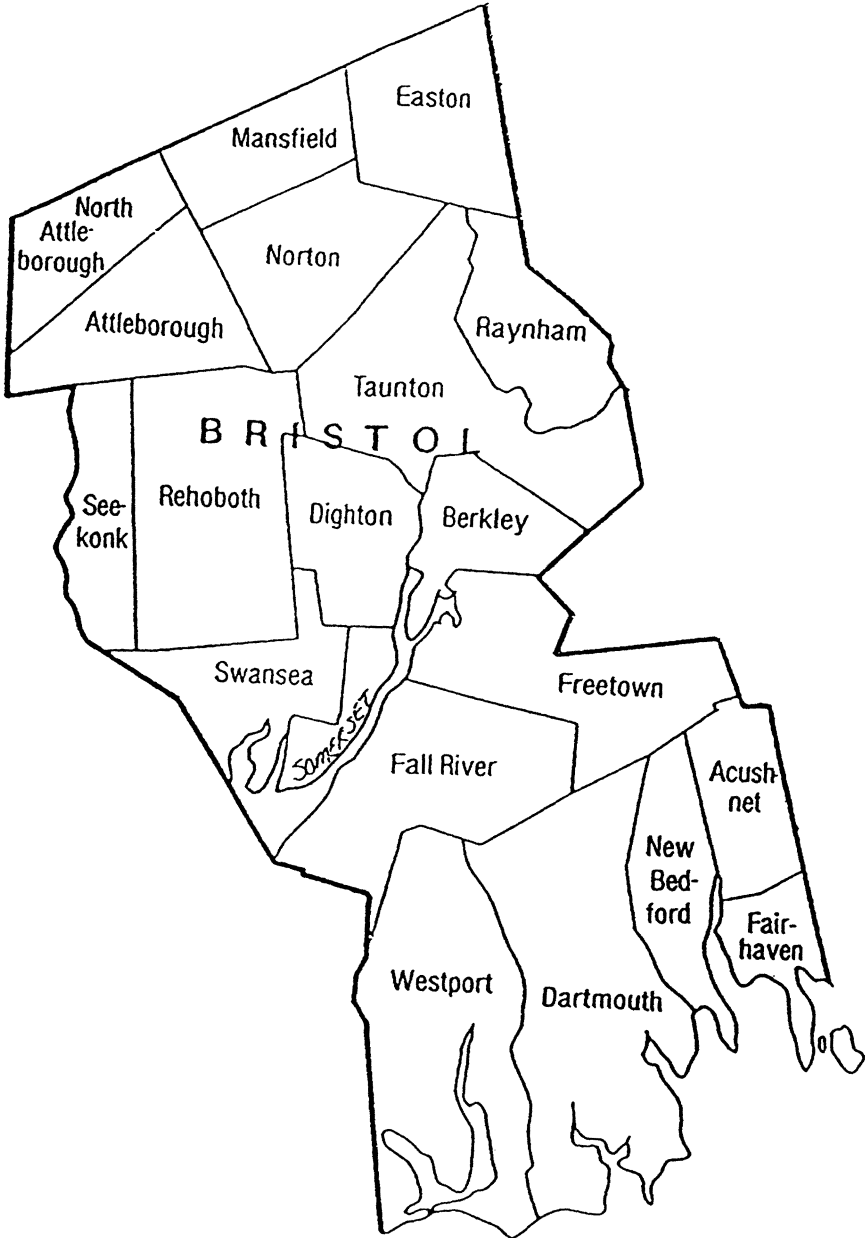 Easton
Mansfield
North
Attle-
borough
Norton
Attleborough
Raynham
Taunton
BRISTOL
See-
konk
Rehoboth
Dighton
Berkley
Swansea
Freetown
SOMERSET
Fall River
Acush-
net
New
Bed-
ford
Fair-
haven
Westport
Dartmouth